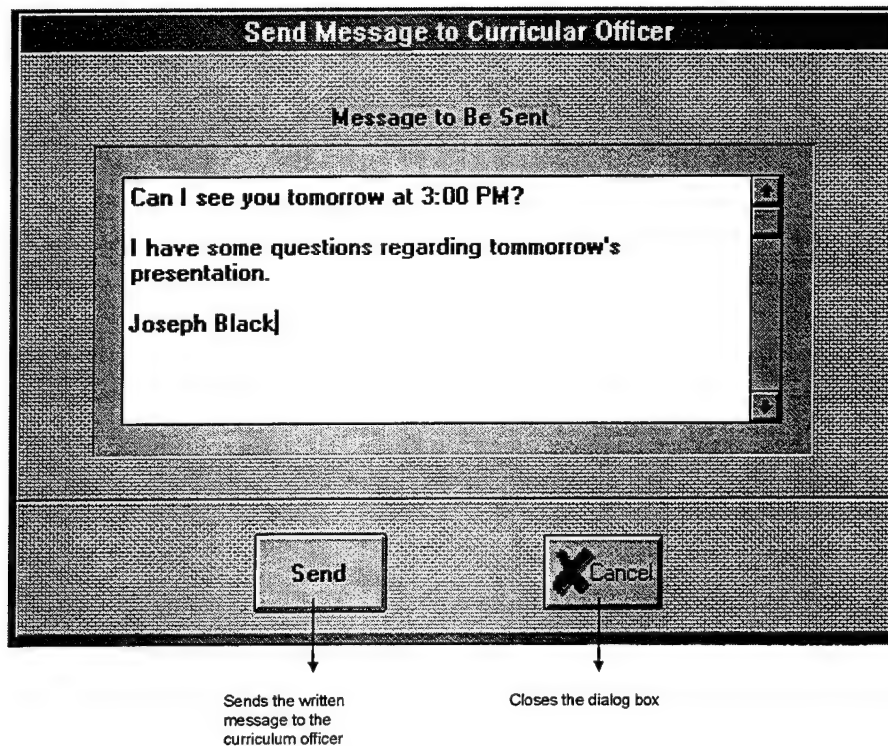 Send Message to Curricular Officer
Message to Be Sent
Can I see you tomorrow at 3:00 PM?
I have some questions regarding tommorrow's
presentation.
Joseph Black
Send
Cancel
Sends the written
message to the
curriculum officer
Closes the dialog box